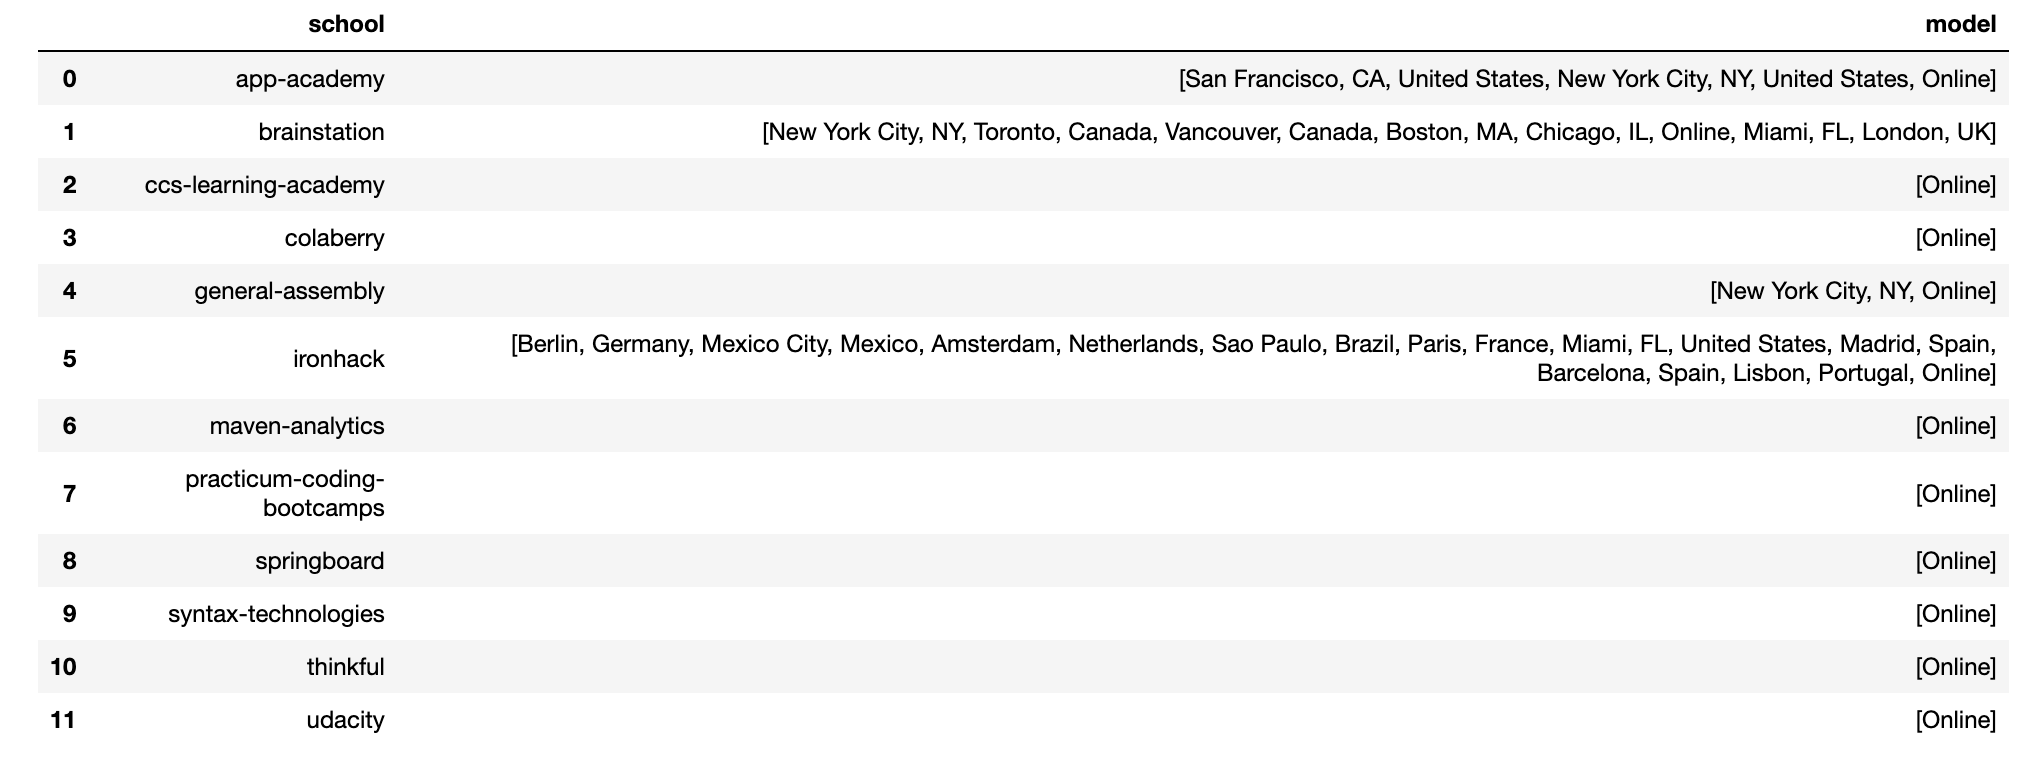 school model
0 app-academy [San Francisco, CA, United States, New York City, NY, United States, Online]
1 brainstation [New York City, NY, Toronto, Canada, Vancouver, Canada, Boston, MA, Chicago, IL, Online, Miami, FL, London, UK]
2 ccs-learning-academy [Online]
3 colaberry [Online]
4 general-assembly [New York City, NY, Online]
5 ironhack [Berlin, Germany, Mexico City, Mexico, Amsterdam, Netherlands, Sao Paulo, Brazil, Paris, France, Miami, FL, United States, Madrid, Spain,
Barcelona, Spain, Lisbon, Portugal, Online]
6 maven-analytics [Online]
7 practicum-coding-
bootcamps [Online]
8 springboard [Online]
9 syntax-technologies [Online]
10 thinkful [Online]
11 udacity [Online]